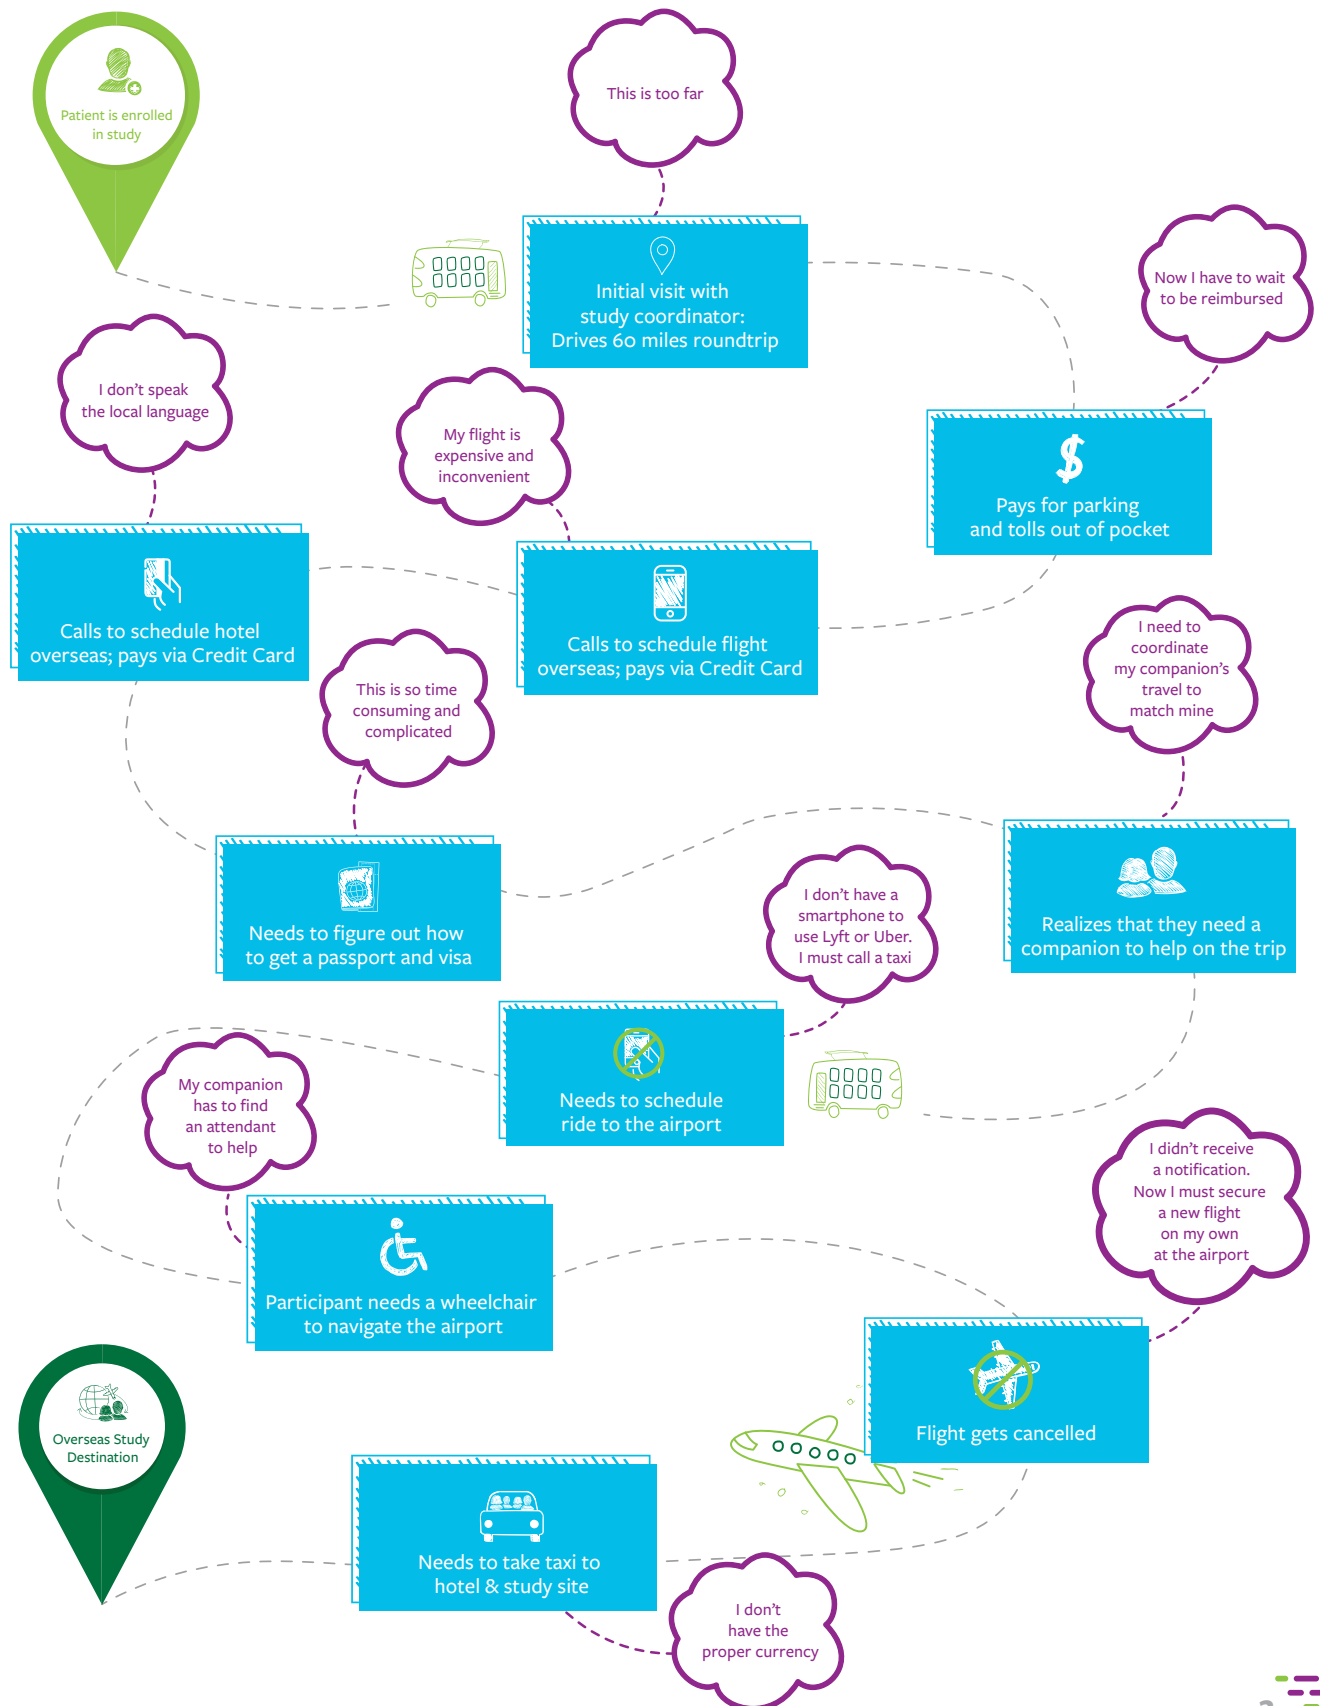 Patient is enrolled
in study
This is too far
Initial visit with
study coordinator:
Drives 60 miles roundtrip
Now I have to wait
to be reimbursed
Pays for parking
and tolls out of pocket
My flight is
expensive and
inconvenient
Calls to schedule flight
overseas; pays via Credit Card
I don't speak
the local language
Calls to schedule hotel
overseas; pays via Credit Card
This is so time
consuming and
complicated
Needs to figure out how
to get a passport and visa
I need to
coordinate
my companion's
travel to
match mine
Realizes that they need a
companion to help on the trip
I don't have a
smartphone to
use Lyft or Uber.
I must call a taxi
Needs to schedule
ride to the airport
My companion
has to find
an attendant
to help
Participant needs a wheelchair
to navigate the airport
I didn't receive
a notification.
Now I must secure
a new flight
on my own
at the airport
Flight gets cancelled
Needs to take taxi to
hotel & study site
I don't
have the
proper currency
Overseas Study
Destination